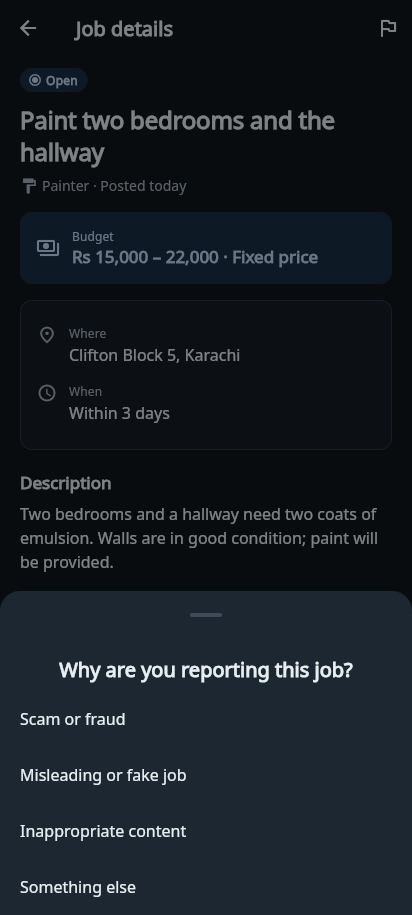 Job details
Open
Paint two bedrooms and the
hallway
Painter · Posted today
Budget
Rs 15,000 – 22,000 · Fixed price
Where
Clifton Block 5, Karachi
When
Within 3 days
Description
Two bedrooms and a hallway need two coats of
emulsion. Walls are in good condition; paint will
be provided.
Why are you reporting this job?
Scam or fraud
Misleading or fake job
Inappropriate content
Something else